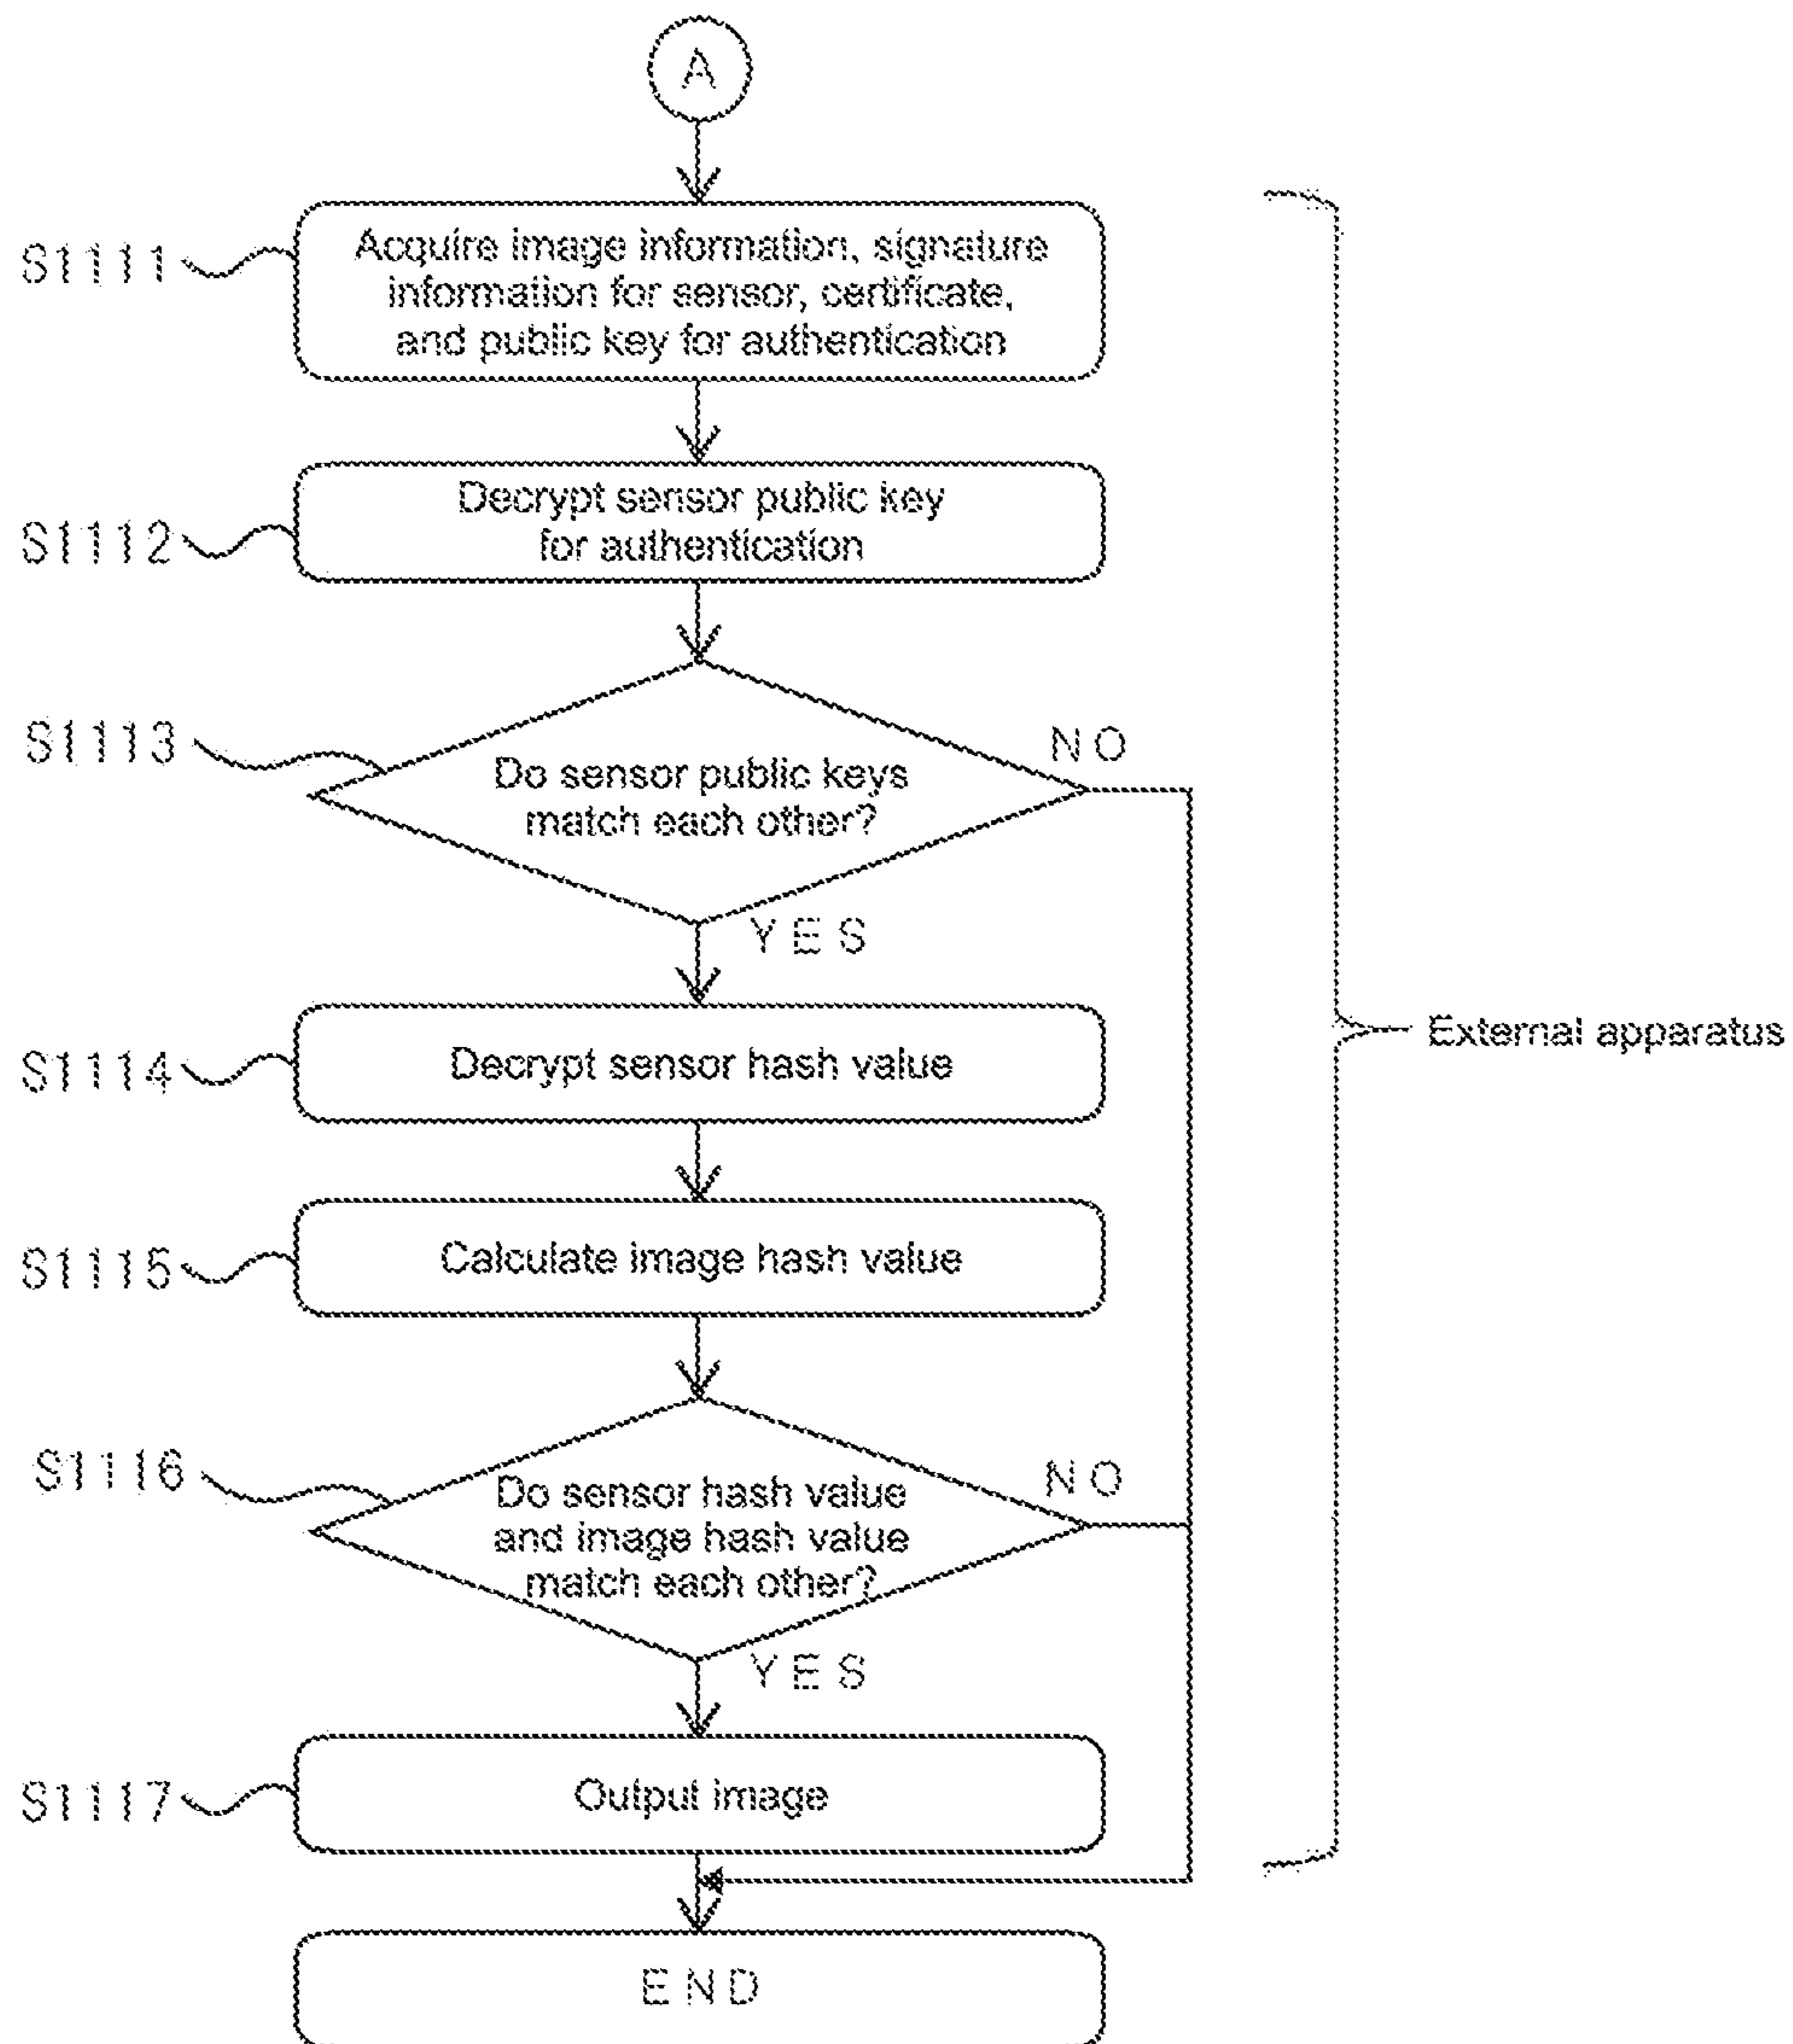 A
S1111
Acquire image information, signature
information for sensor, certificate,
and public key for authentication
S1112
Decrypt sensor public key
for authentication
S1113
Do sensor public keys
match each other?
NO
YES
S1114
Decrypt sensor hash value
External apparatus
S1115
Calculate image hash value
S1116
Do sensor hash value
and image hash value
match each other?
NO
YES
S1117
Output image
END